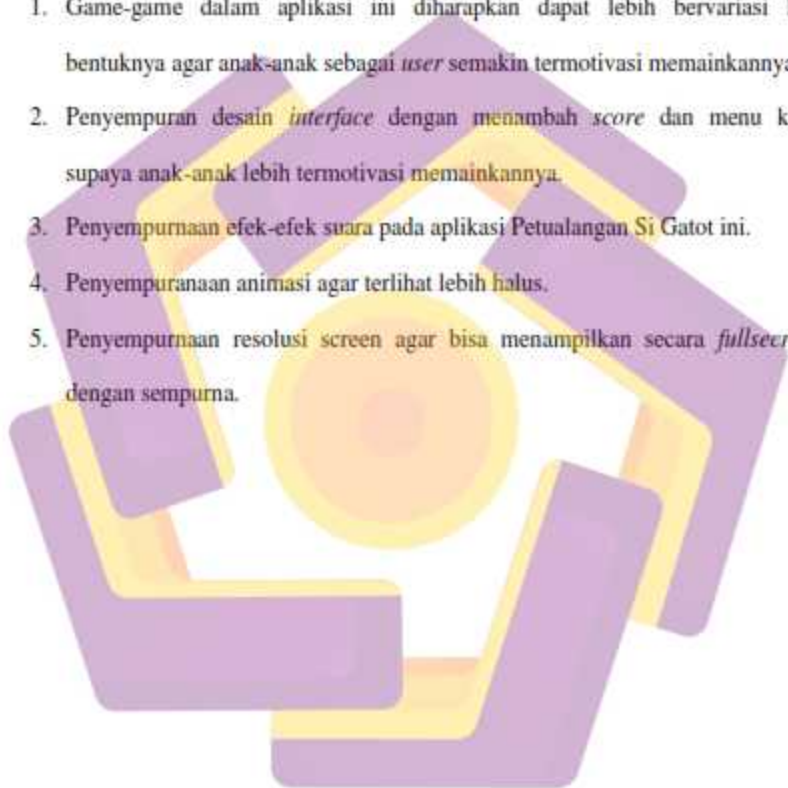 1. Game-game dalam aplikasi ini diharapkan dapat lebih bervariasi
bentuknya agar anak-anak sebagai user semakin termotivasi memainkannya
2. Penyempuran desain interface dengan menambah score dan menu
supaya anak-anak lebih termotivasi memainkannya.
3. Penyempurnaan efek-efek suara pada aplikasi Petualangan Si Gatot ini.
4. Penyempuranaan animasi agar terlihat lebih halus.
5. Penyempurnaan resolusi screen agar bisa menampilkan secara
dengan sempurna.